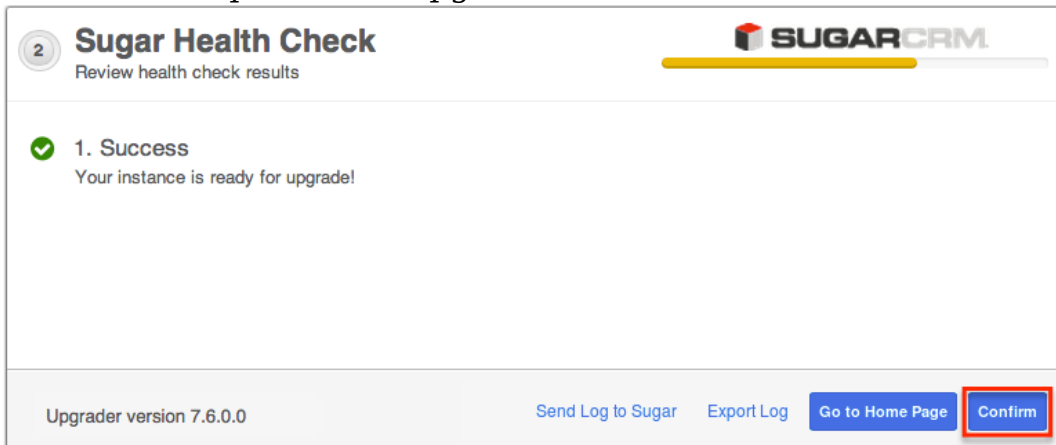 2
Sugar Health Check
Review health check results
SUGARCRM.
1. Success
Your instance is ready for upgrade!
Upgrader version 7.6.0.0
Send Log to Sugar
Export Log
Go to Home Page
Confirm